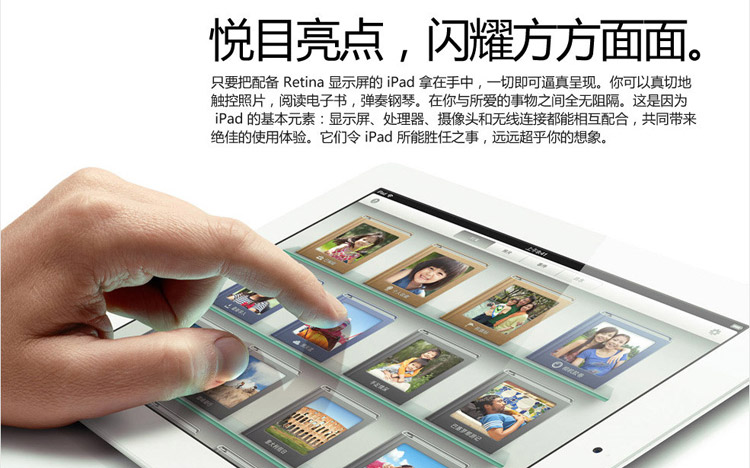 悦目亮点，闪耀方方面面。
只要把配备 Retina 显示屏的 iPad 拿在手中，一切即可逼真呈现。你可以真切地
触控照片，阅读电子书，弹奏钢琴。在你与所爱的事物之间全无阻隔。这是因为
iPad 的基本元素：显示屏、处理器、摄像头和无线连接都能相互配合，共同带来
绝佳的使用体验。它们令 iPad 所能胜任之事，远远超乎你的想象。
iPad
上午9:41